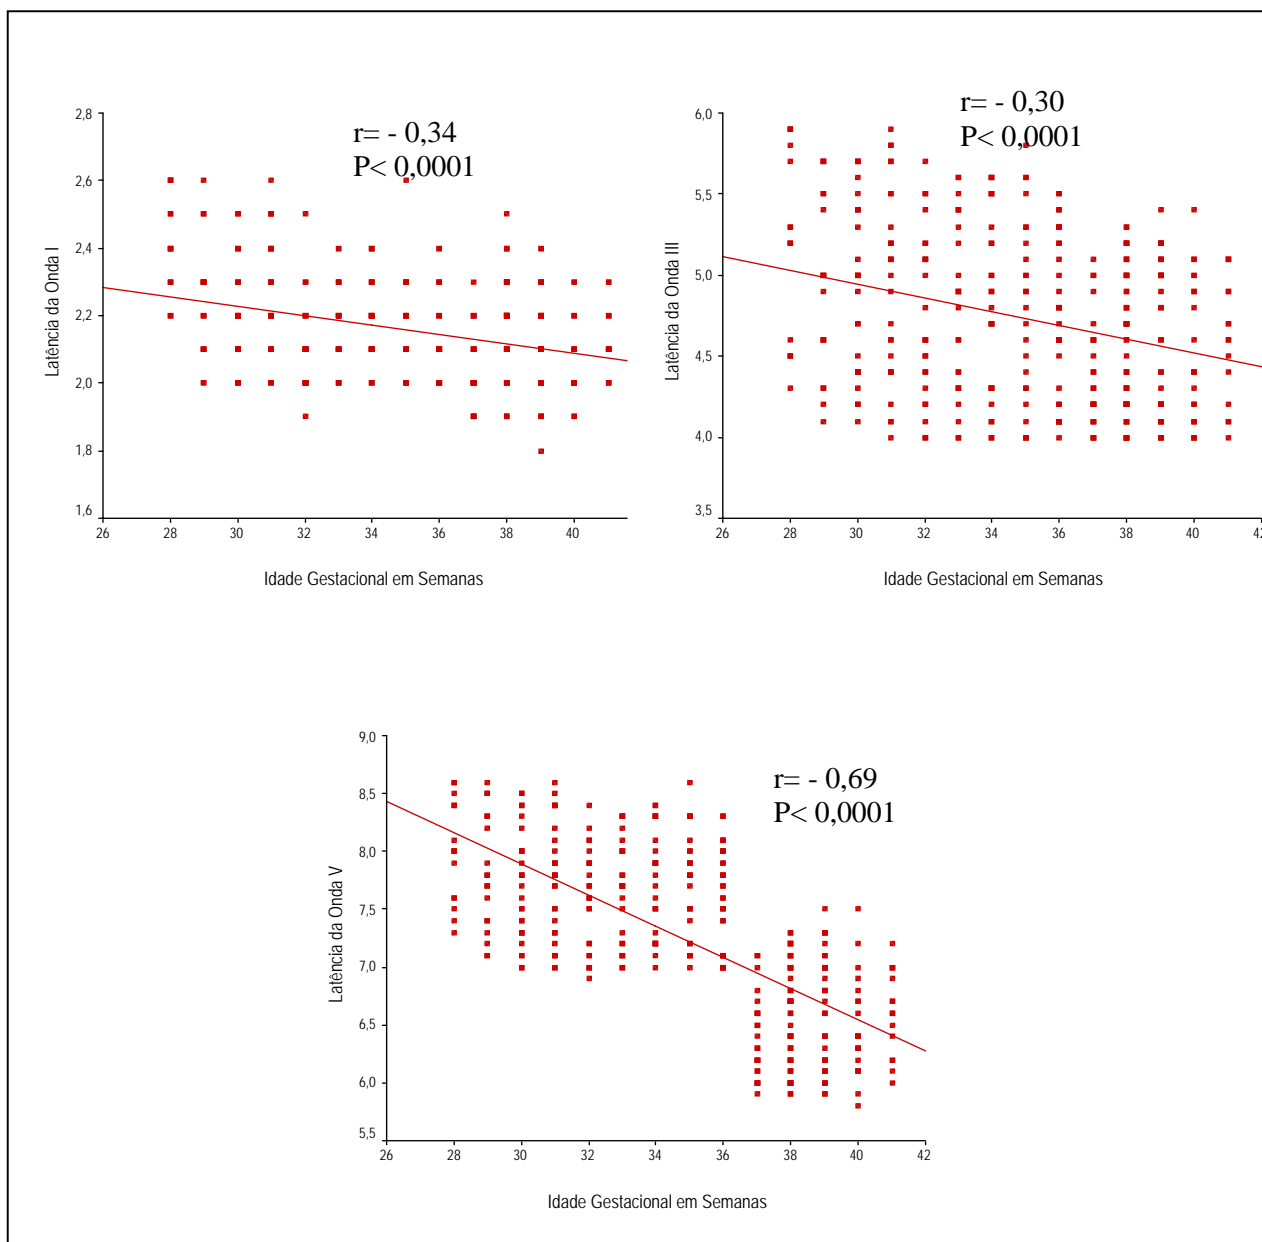 r= - 0,34
P< 0,0001
Latência da Onda I
2,8
2,6
2,4
2,2
2,0
1,8
1,6
26 28 30 32 34 36 38 40
Idade Gestacional em Semanas
r= - 0,30
P< 0,0001
Latência da Onda III
6,0
5,5
5,0
4,5
4,0
3,5
26 28 30 32 34 36 38 40 42
Idade Gestacional em Semanas
r= - 0,69
P< 0,0001
Latência da Onda V
9,0
8,5
8,0
7,5
7,0
6,5
6,0
5,5
26 28 30 32 34 36 38 40 42
Idade Gestacional em Semanas